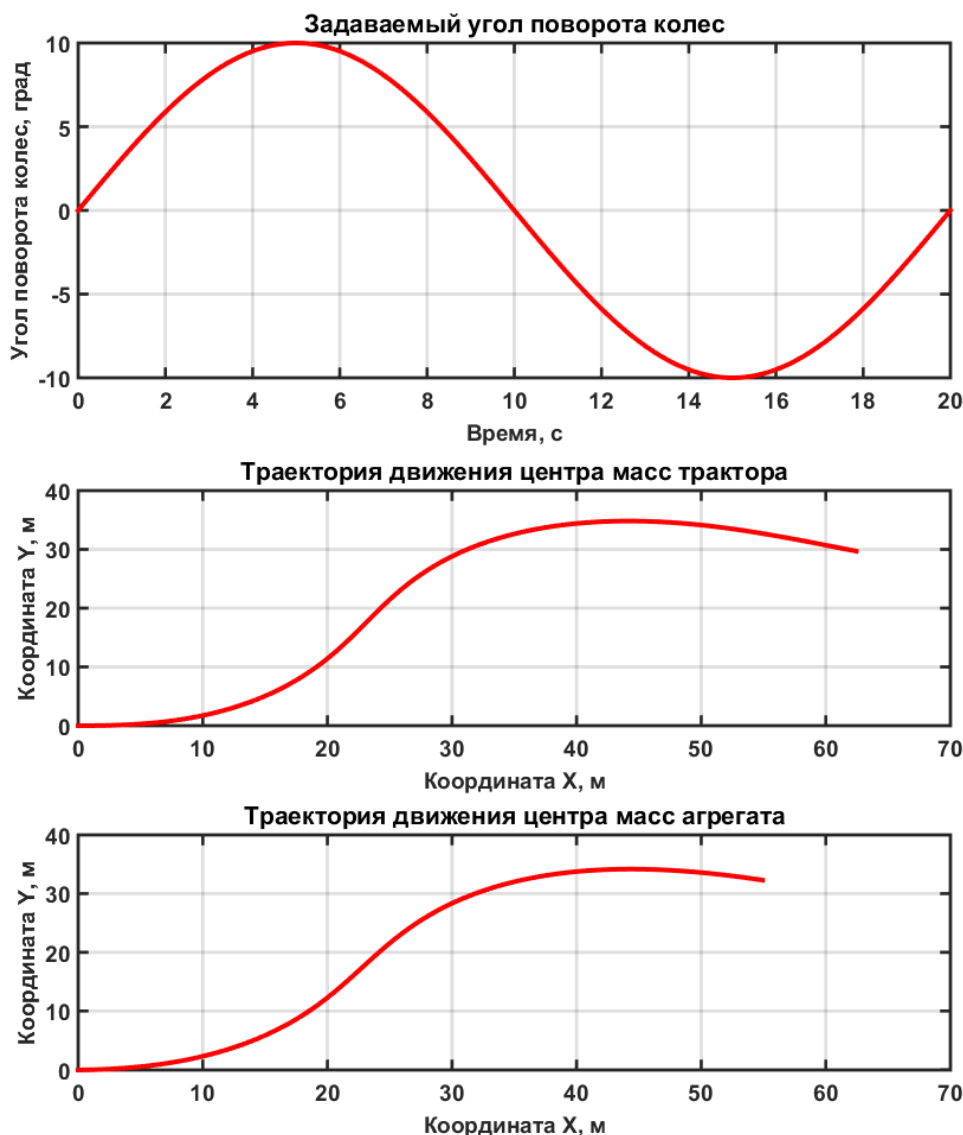 Задаваемый угол поворота колес
Угол поворота колес, град
10
5
0
-5
-10
0 2 4 6 8 10 12 14 16 18 20
Время, с
Траектория движения центра масс трактора
Координата Y, м
40
30
20
10
0
0 10 20 30 40 50 60 70
Координата X, м
Траектория движения центра масс агрегата
Координата Y, м
40
30
20
10
0
0 10 20 30 40 50 60 70
Координата X, м